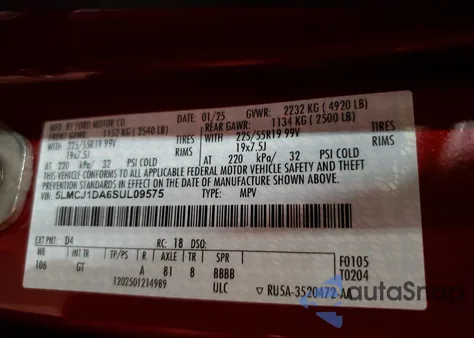 MFD. BY FORD MOTOR CO. 01/25 GVWR: 2232 KG (4920 LB)
FRONT GAWR: 1152 KG (2540 LB) REAR GAWR: 1134 KG (2500 LB)
WITH 225/55R19 99V TIRES WITH 225/55R19 99V TIRES
19x7.5J 19x7.5J RIMS
AT 220 kPa/ 32 PSI COLD AT 220 kPa/ 32 PSI COLD
THIS VEHICLE CONFORMS TO ALL APPLICABLE FEDERAL MOTOR VEHICLE
SAFETY AND THEFT PREVENTION STANDARDS IN EFFECT ON THE DATE OF MANUFACTURE
SHOWN ABOVE.
VIN: 5LMCJ1DA6SUL09575 TYPE: MPV
EXT PNT: D4 RC: 18 DSO: F0105
WB INT TR TP/PS R AXLE TR SPR T0204
106 GT A 81 8 BBBB
1202501214989 ULC RU5A-3520472-AC
autoSnap